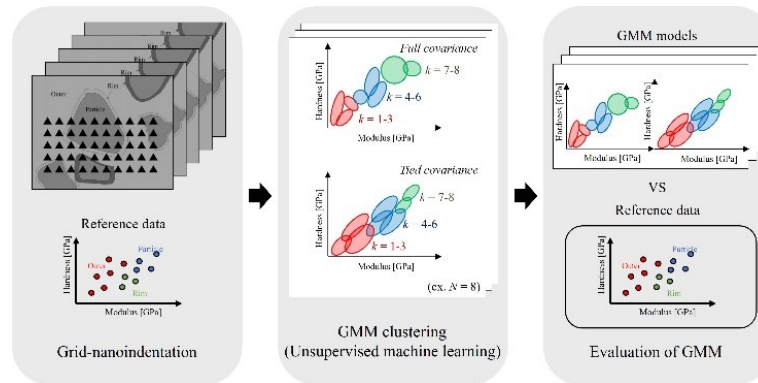 Rim
Rim
Rim
Rim
Outer
Rim
Particle
Reference data
Hardness [GPa]
Particle
Outer
Rim
Modulus [GPa]
Grid-nanoindentation
Full covariance
Hardness [GPa]
k = 7-8
k = 4-6
k = 1-3
Modulus [GPa]
Tied covariance
Hardness [GPa]
k = 7-8
k = 4-6
k = 1-3
Modulus [GPa]
(ex. N = 8)
GMM clustering
(Unsupervised machine learning)
GMM models
Hardness [GPa]
Hardness [GPa]
Modulus [GPa]
VS
Reference data
Hardness [GPa]
Particle
Outer
Rim
Modulus [GPa]
Evaluation of GMM